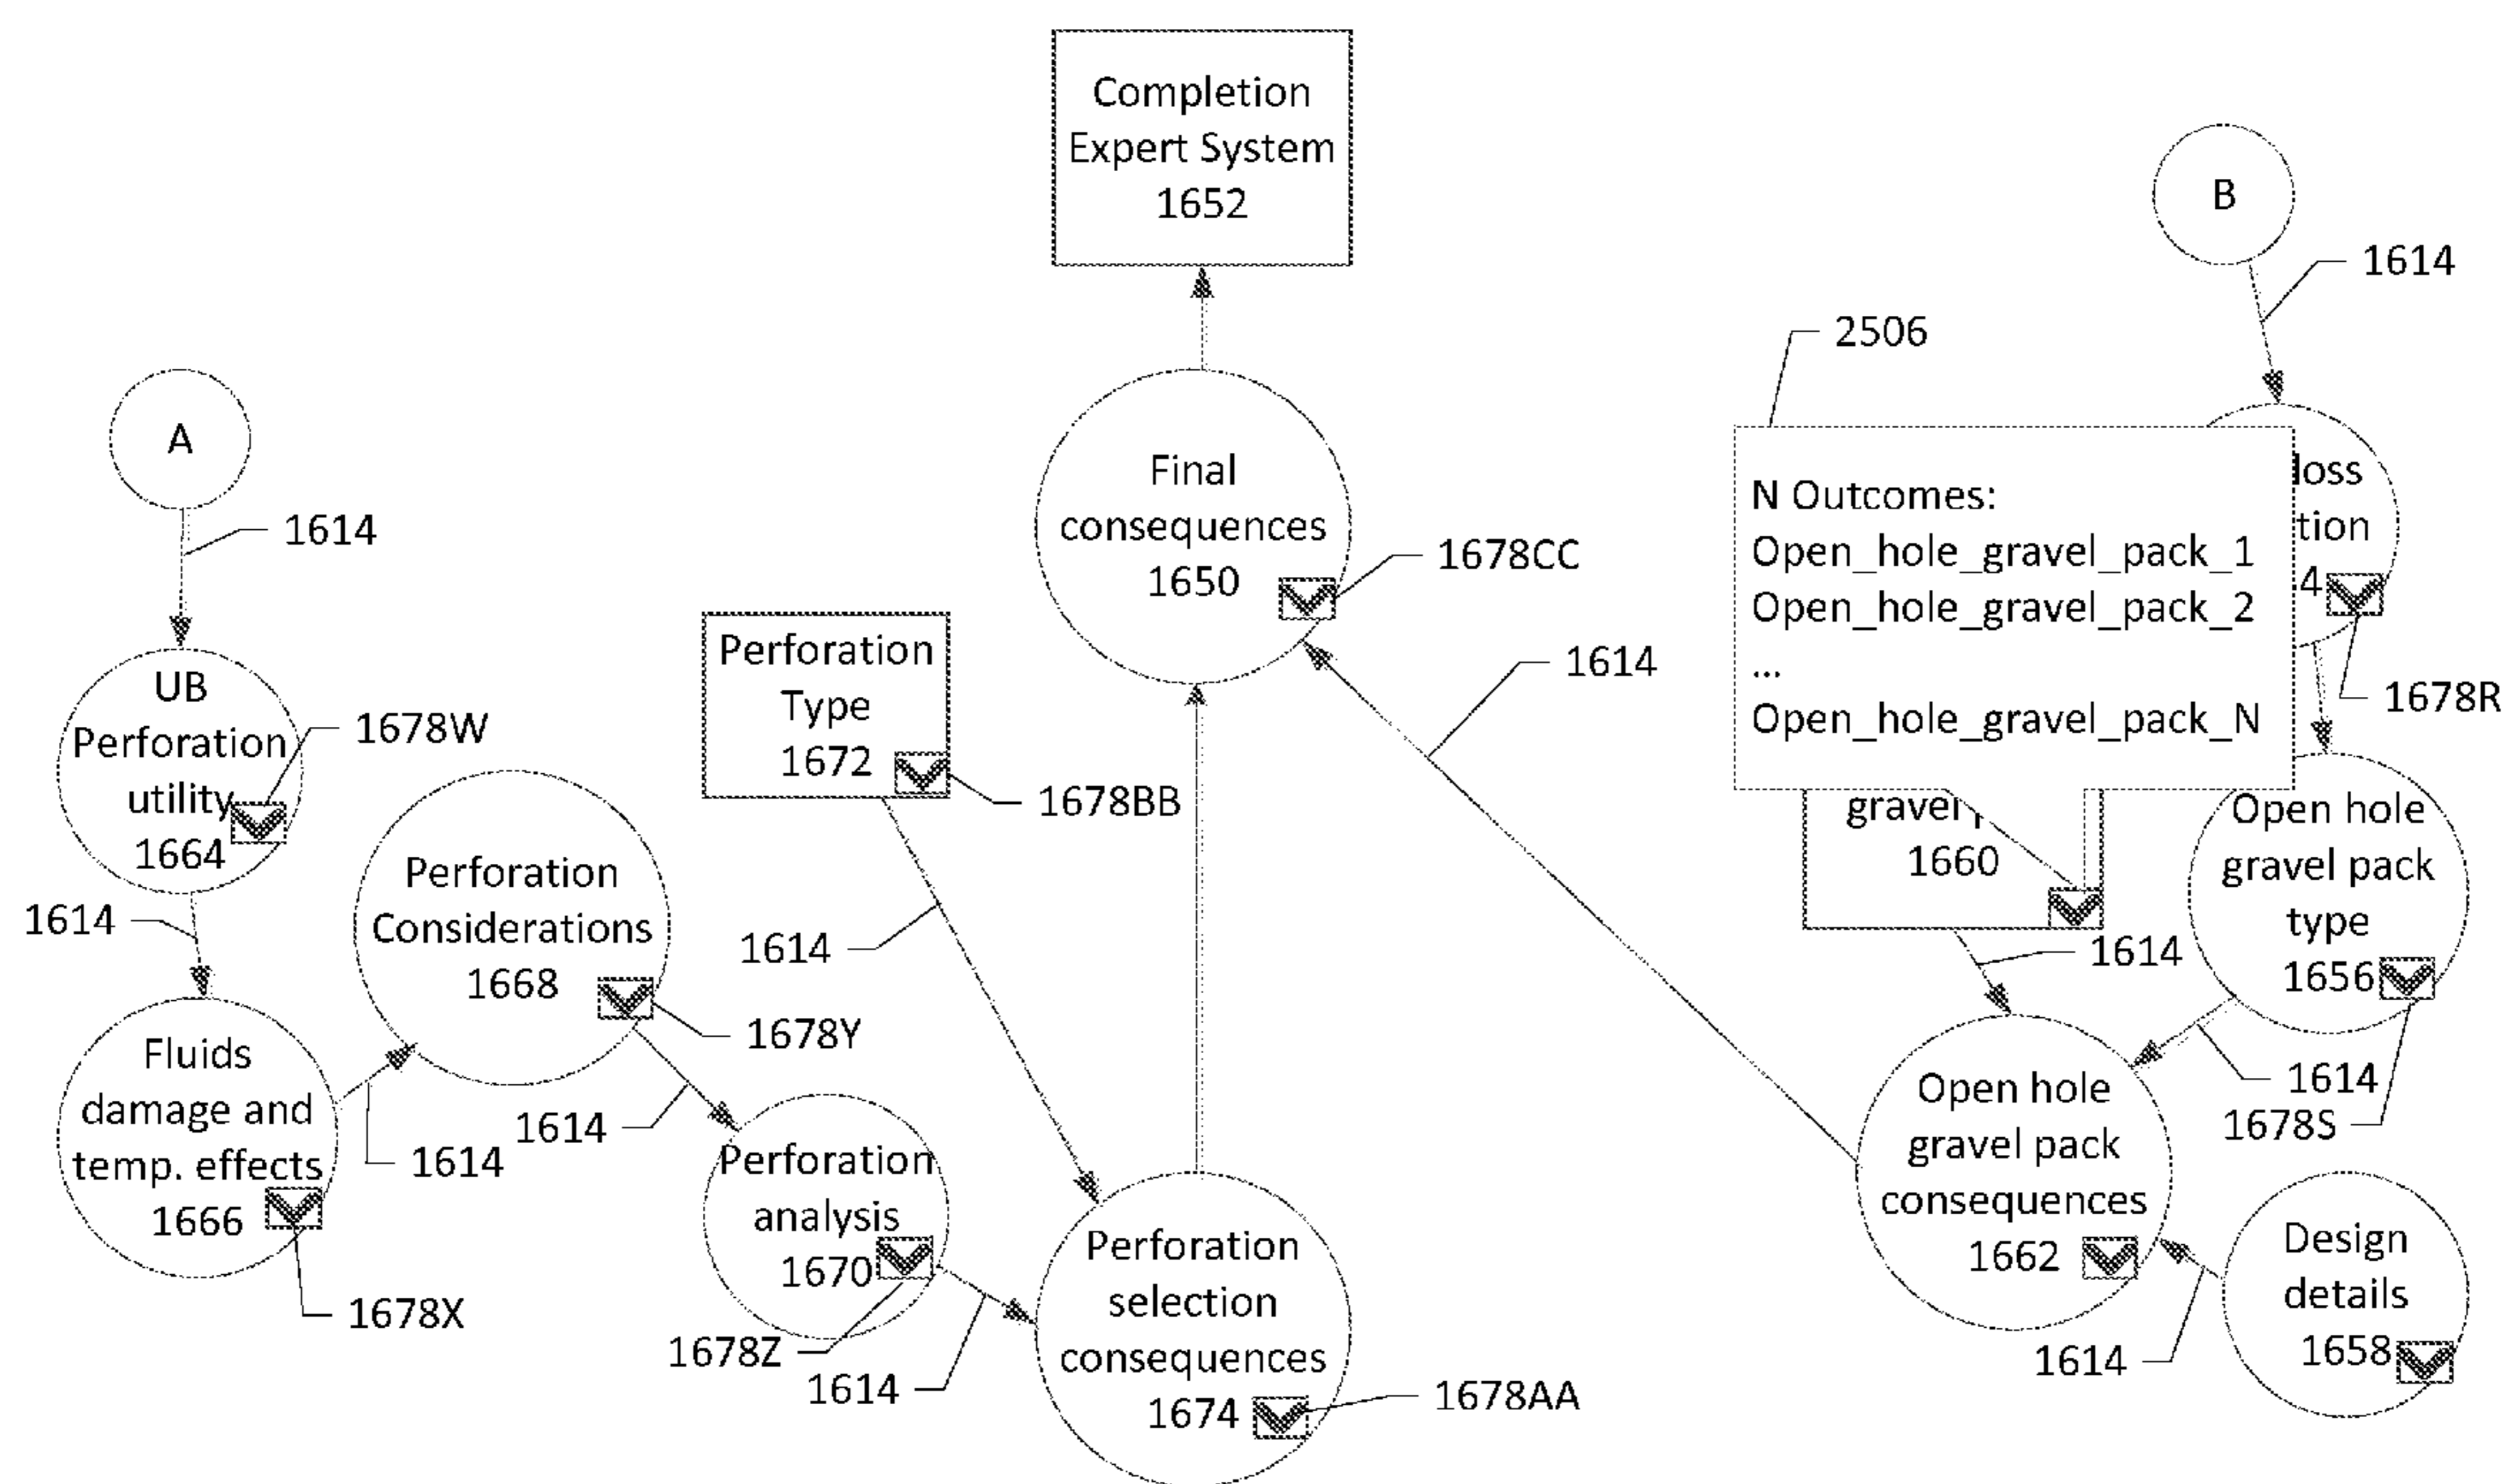 Completion
Expert System
1652
B
1614
2506
A
1614
Final
consequences
1650
1678CC
N Outcomes:
Open_hole_gravel_pack_1
Open_hole_gravel_pack_2
...
Open_hole_gravel_pack_N
loss
tion
4
1678R
1614
UB
Perforation
utility
1664
1678W
Perforation
Type
1672
1678BB
gravel
1660
Open hole
gravel pack
type
1656
1614
1614
Perforation
Considerations
1668
1678Y
1614
1614
1678S
Fluids
damage and
temp. effects
1666
1678X
1614
1614
Perforation
analysis
1670
1678Z
1614
Perforation
selection
consequences
1674
1678AA
Open hole
gravel pack
consequences
1662
Design
details
1658
1614